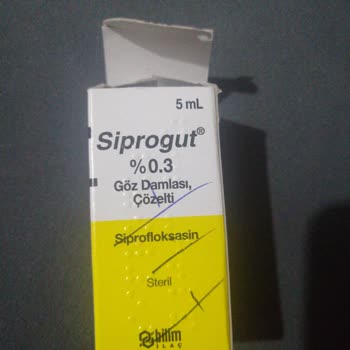 5 mL
Siprogut®
%0.3
Göz Damlası,
Çözelti
Siprofloksasin
Steril
bilim
İLAÇ